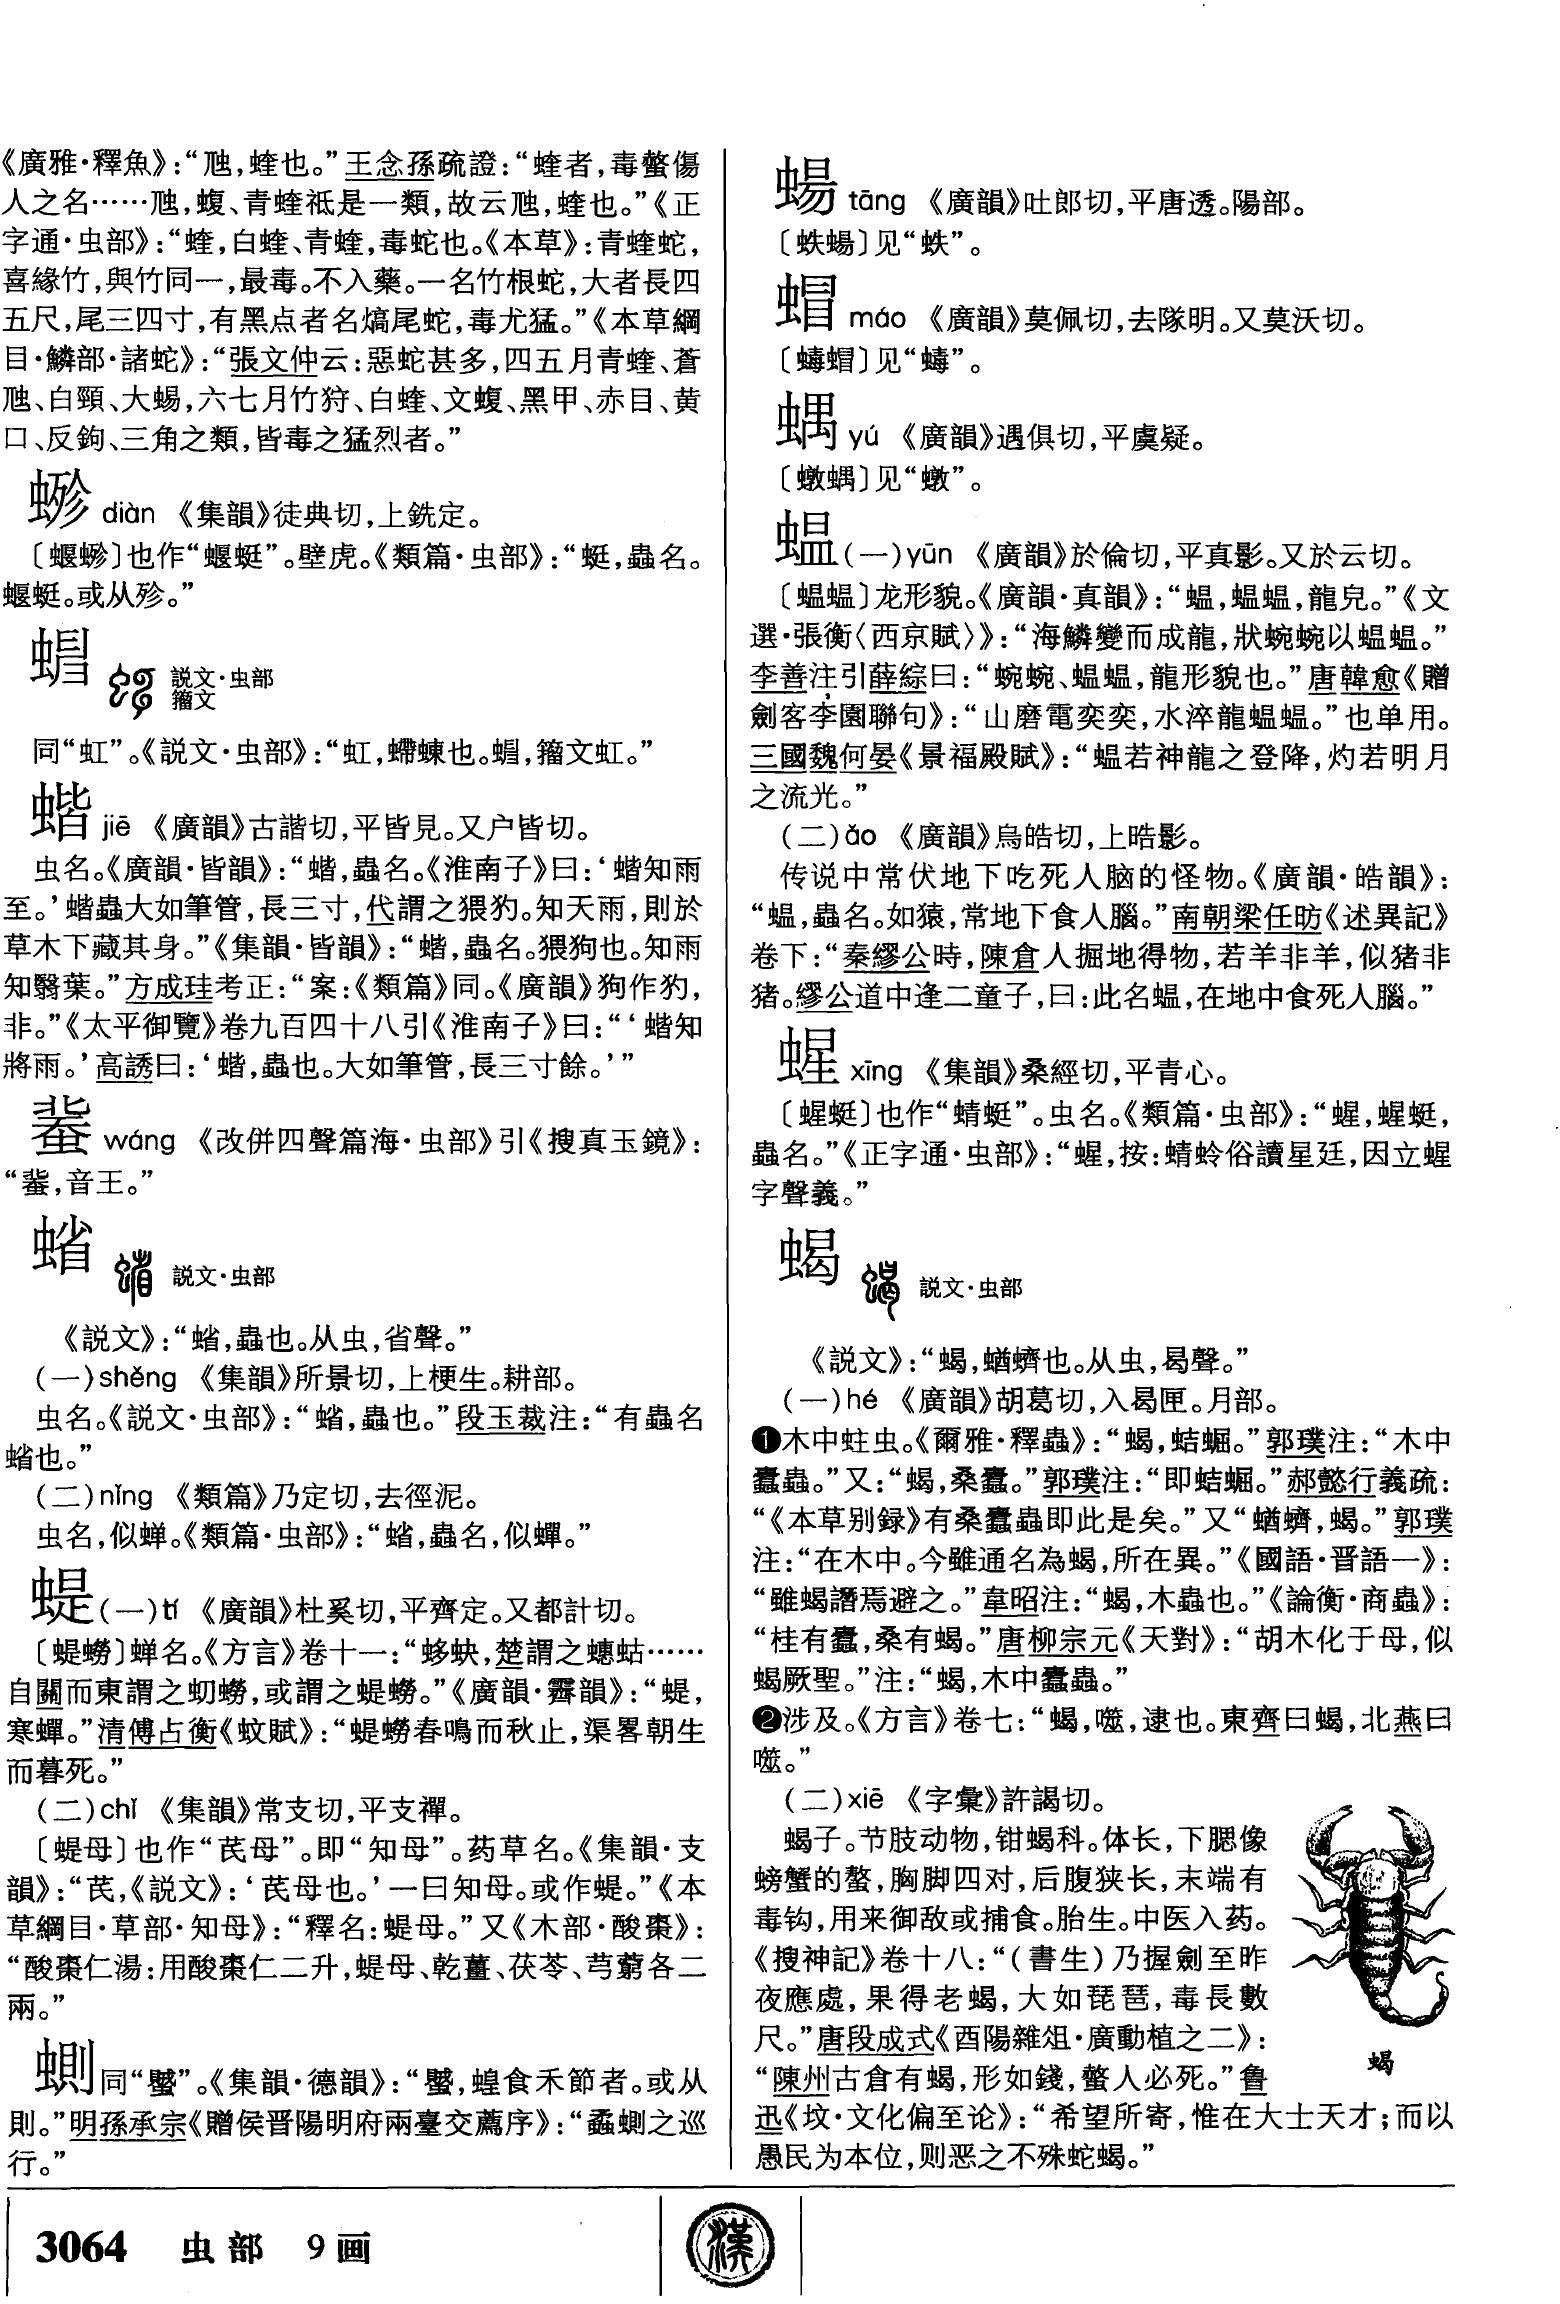 《廣雅·釋魚》：“虺，蝰也。”王念孫疏證：“蝰者，毒螫傷
人之名……虺，蝮、青蝰祗是一類，故云虺，蝰也。”《正
字通·虫部》：“蝰，白蝰、青蝰，毒蛇也。《本草》：青蝰蛇，
喜緣竹，與竹同一，最毒。不入藥。一名竹根蛇，大者長四
五尺，尾三四寸，有黑点者名熇尾蛇，毒尤猛。”《本草綱
目·鱗部·諸蛇》：“張文仲云：惡蛇甚多，四五月青蝰、蒼
虺、白頸、大蜴，六七月竹狩、白蝰、文蝮、黑甲、赤目、黄
口、反鉤、三角之類，皆毒之猛烈者。”
diàn 《集韻》徒典切，上銑定。
也作“蝘蜓”。壁虎。《類篇·虫部》：“蜓，蟲名。
蝘蜓。或从殄。”
説文·虫部
籀文
同“虹”。《説文·虫部》：“虹，螮蝀也。籀文虹。”
蝔 jiē 《廣韻》古諧切，平皆見。又户皆切。
虫名。《廣韻·皆韻》：“蝔，蟲名。《淮南子》曰：‘蝔知雨
至。’蝔蟲大如筆管，長三寸，代謂之猥犳。知天雨，則於
草木下藏其身。”《集韻·皆韻》：“蝔，蟲名。猥狗也。知雨
知翳葉。”方成珪考正：“案：《類篇》同。《廣韻》狗作犳，
非。”《太平御覽》卷九百四十八引《淮南子》曰：“‘蝔知
將雨。’高誘曰：‘蝔，蟲也。大如筆管，長三寸餘。’”
wáng 《改併四聲篇海·虫部》引《搜真玉鏡》：
音王。”
蛸 説文·虫部
《説文》：“蟲也。从虫，省聲。”
（一）shěng 《集韻》所景切，上梗生。耕部。
虫名。《説文·虫部》：“蟲也。”段玉裁注：“有蟲名
也。”
（二）nǐng 《類篇》乃定切，去徑泥。
虫名，似蝉。《類篇·虫部》：“蟲名，似蟬。”
蝭（一）tí 《廣韻》杜奚切，平齊定。又都計切。
〔蝭蟧〕蝉名。《方言》卷十一：“蛥蚗，楚謂之蟪蛄……
自關而東謂之虭蟧，或謂之蝭蟧。”《廣韻·霽韻》：“蝭，
寒蟬。”清傅占衡《蚊賦》：“蝭蟧春鳴而秋止，渠畧朝生
而暮死。”
（二）chí 《集韻》常支切，平支禪。
〔蝭母〕也作“芪母”。即“知母”。药草名。《集韻·支
韻》：“芪，《説文》：‘芪母也。’一曰知母。或作蝭。”《本
草綱目·草部·知母》：“釋名：蝭母。”又《木部·酸棗》：
“酸棗仁湯：用酸棗仁二升，蝭母、乾薑、茯苓、芎藭各二
兩。”
蝍同“蠈”。《集韻·德韻》：“蝗食禾節者。或从
則。”明孫承宗《贈侯晋陽明府兩臺交薦序》：“蟊之巡
行。”
蝪 tāng 《廣韻》吐郎切，平唐透。陽部。
〔蛈蝪〕见“蛈”。
蝐 máo 《廣韻》莫佩切，去隊明。又莫沃切。
〔蝳蝐〕见“蝳”。
蝺 yú 《廣韻》遇俱切，平虞疑。
见
蝹（一）yūn 《廣韻》於倫切，平真影。又於云切。
〔蝹蝹〕龙形貌。《廣韻·真韻》：“蝹，蝹蝹，龍皃。”《文
選·張衡〈西京賦〉》：“海鱗變而成龍，狀蜿蜿以蝹蝹。”
李善注引薛綜曰：“蜿蜿、蝹蝹，龍形貌也。”唐韓愈《贈
劍客李園聯句》：“山磨電奕奕，水淬龍蝹蝹。”也单用。
三國魏何晏《景福殿賦》：“蝹若神龍之登降，灼若明月
之流光。”
（二）ǎo 《廣韻》烏皓切，上晧影。
传说中常伏地下吃死人脑的怪物。《廣韻·皓韻》：
“蝹，蟲名。如猿，常地下食人腦。”南朝梁任昉《述異記》
卷下：“秦繆公時，陳倉人掘地得物，若羊非羊，似猪非
猪。繆公道中逢二童子，曰：此名蝹，在地中食死人腦。”
蝗 xīng 《集韻》桑經切，平青心。
也作“蜻蜓”。虫名。《類篇·虫部》：
蟲名。”《正字通·虫部》：“按：蜻蛉俗讀星廷，因立
字聲義。”
蝎 説文·虫部
《説文》：“蝎，蝤蠐也。从虫，曷聲。”
（一）hé 《廣韻》胡葛切，入曷匣。月部。
❶木中蛀虫。《爾雅·釋蟲》：“蝎，蛣𧌑。”郭璞注：“木中
蠹蟲。”又：“蝎，桑蠹。”郭璞注：“即蛣𧌑。”郝懿行義疏：
“《本草别録》有桑蠹蟲即此是矣。”又“蝤蠐，蝎。”郭璞
注：“在木中。今雖通名為蝎，所在異。”《國語·晋語一》：
“雖蝎譖焉避之。”韋昭注：“蝎，木蟲也。”《論衡·商蟲》：
“桂有蠹，桑有蝎。”唐柳宗元《天對》：“胡木化于母，似
蝎厥聖。”注：“蝎，木中蠹蟲。”
❷涉及。《方言》卷七：“蝎，噬，逮也。東齊曰蝎，北燕曰
噬。”
（二）xiē 《字彙》許謁切。
蝎子。节肢动物，钳蝎科。体长，下腮像
螃蟹的螯，胸脚四对，后腹狭长，末端有
毒钩，用来御敌或捕食。胎生。中医入药。
《搜神記》卷十八：“（書生）乃握劍至昨
夜應處，果得老蝎，大如琵琶，毒長數
尺。”唐段成式《酉陽雜俎·廣動植之二》：
“陳州古倉有蝎，形如錢，螫人必死。”鲁
迅《坟·文化偏至论》：“希望所寄，惟在大士天才；而以
愚民为本位，则恶之不殊蛇蝎。”
蝎
3064 虫部 9画
漢